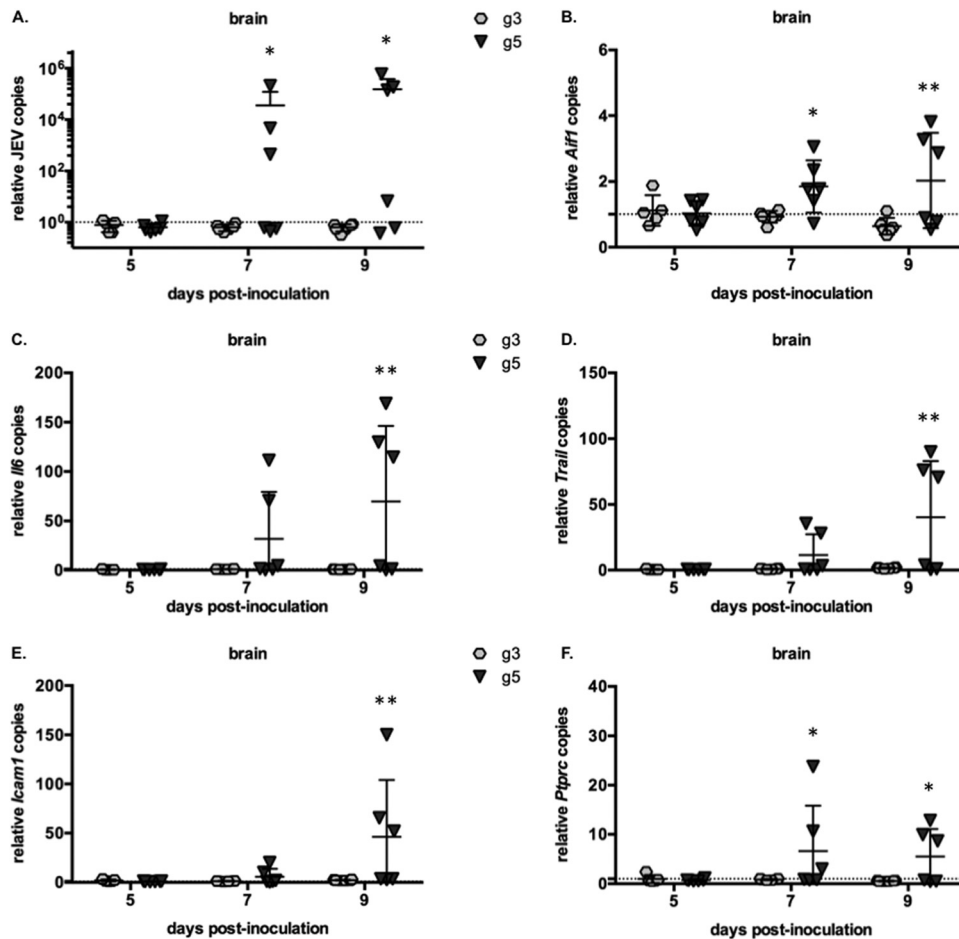 A.
brain
g3
g5
*
*
relative JEV copies
10^6
10^4
10^2
10^0
5
7
9
days post-inoculation
B.
brain
*
**
relative Aif1 copies
6
4
2
0
5
7
9
days post-inoculation
C.
brain
g3
g5
**
relative Il6 copies
200
150
100
50
0
5
7
9
days post-inoculation
D.
brain
**
relative Trail copies
150
100
50
0
5
7
9
days post-inoculation
E.
brain
g3
g5
**
relative Icam1 copies
200
150
100
50
0
5
7
9
days post-inoculation
F.
brain
*
*
relative Ptprc copies
40
30
20
10
0
5
7
9
days post-inoculation